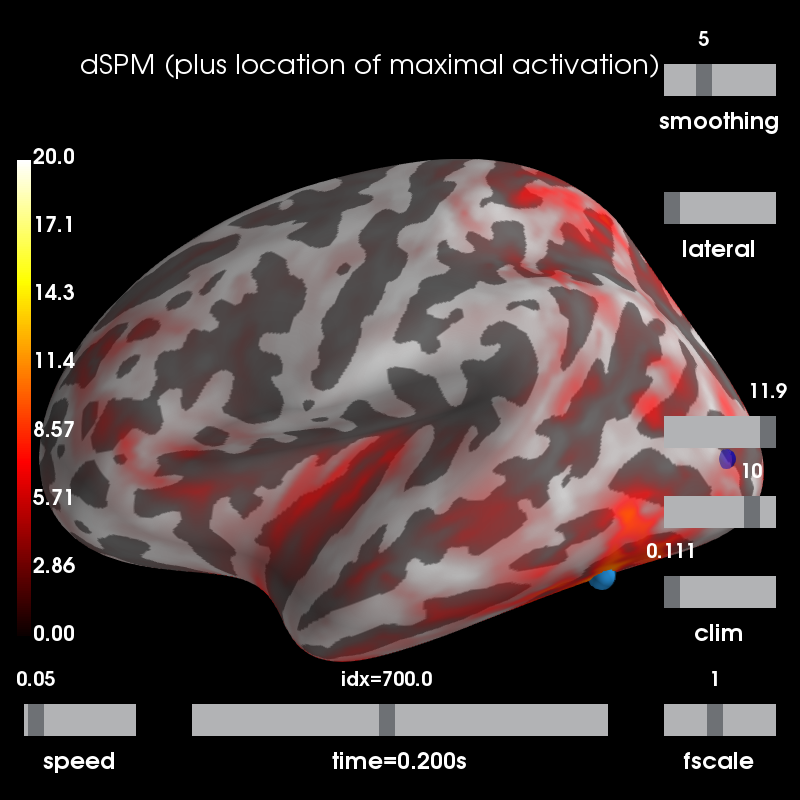 5
dSPM (plus location of maximal activation)
smoothing
20.0
17.1
lateral
14.3
11.4
11.9
8.57
10
5.71
0.111
2.86
0.00
clim
0.05
idx=700.0
1
speed
time=0.200s
fscale